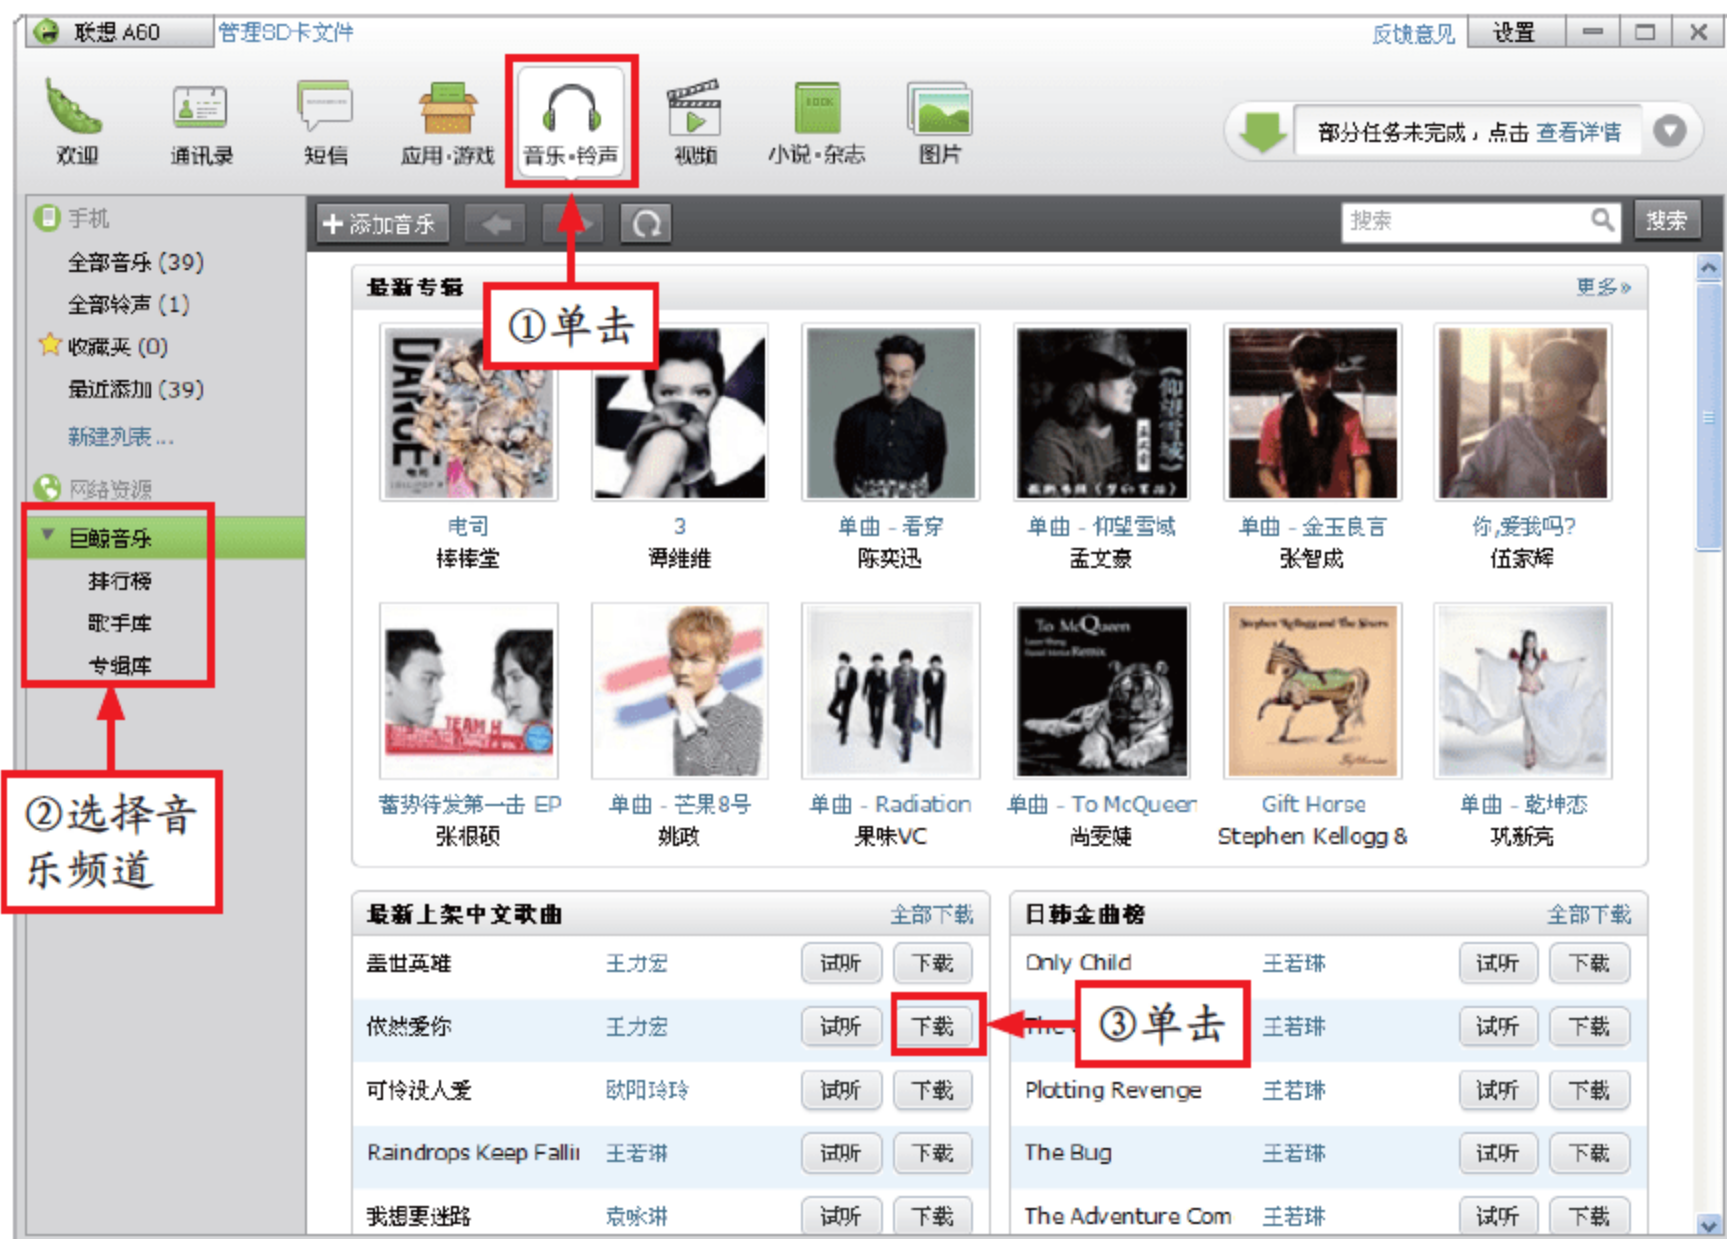 联想 A60 管理SD卡文件 反馈意见 设置
欢迎 通讯录 短信 应用·游戏 音乐·铃声 视频 小说·杂志 图片
部分任务未完成，点击 查看详情
手机
全部音乐 (39)
全部铃声 (1)
收藏夹 (0)
最近添加 (39)
新建列表...
网络资源
巨鲸音乐
排行榜
歌手库
专辑库
②选择音
乐频道
添加音乐 搜索 搜索
①单击
最新专辑 更多»
DANCE
《仰望雪域》
电司 3 单曲 - 看穿 单曲 - 仰望雪域 单曲 - 金玉良言 你,爱我吗?
棒棒堂 谭维维 陈奕迅 孟文豪 张智成 伍家辉
TEAM H
To McQueen
Remix
Stephen Kellogg and The Sixers
蓄势待发第一击 EP 单曲 - 芒果8号 单曲 - Radiation 单曲 - To McQueen Gift Horse 单曲 - 乾坤恋
张根硕 姚政 果味VC 尚雯婕 Stephen Kellogg & 巩新亮
最新上架中文歌曲 全部下载
盖世英雄 王力宏 试听 下载
依然爱你 王力宏 试听 下载
可怜没人爱 欧阳玲玲 试听 下载
Raindrops Keep Fallin 王若琳 试听 下载
我想要迷路 袁咏琳 试听 下载
③单击
日韩金曲榜 全部下载
Only Child 王若琳 试听 下载
The 王若琳 试听 下载
Plotting Revenge 王若琳 试听 下载
The Bug 王若琳 试听 下载
The Adventure Com 王若琳 试听 下载